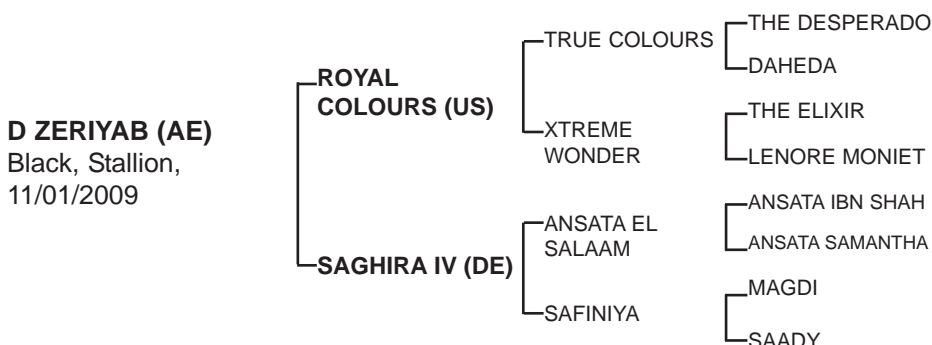 D ZERIYAB (AE)
Black, Stallion,
11/01/2009
ROYAL
COLOURS (US)
SAGHIRA IV (DE)
TRUE COLOURS
XTREME
WONDER
ANSATA EL
SALAAM
SAFINIYA
THE DESPERADO
DAHEDA
THE ELIXIR
LENORE MONIET
ANSATA IBN SHAH
ANSATA SAMANTHA
MAGDI
SAADY